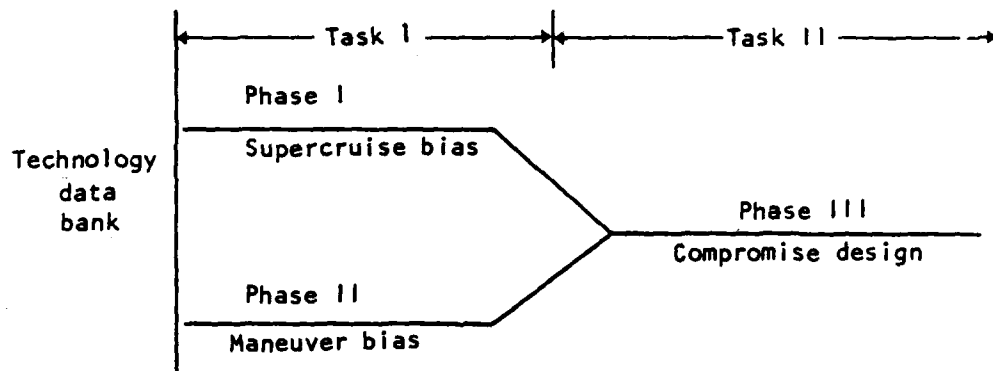 Task I
Task II
Phase I
Supercruise bias
Technology
data
bank
Phase III
Compromise design
Phase II
Maneuver bias